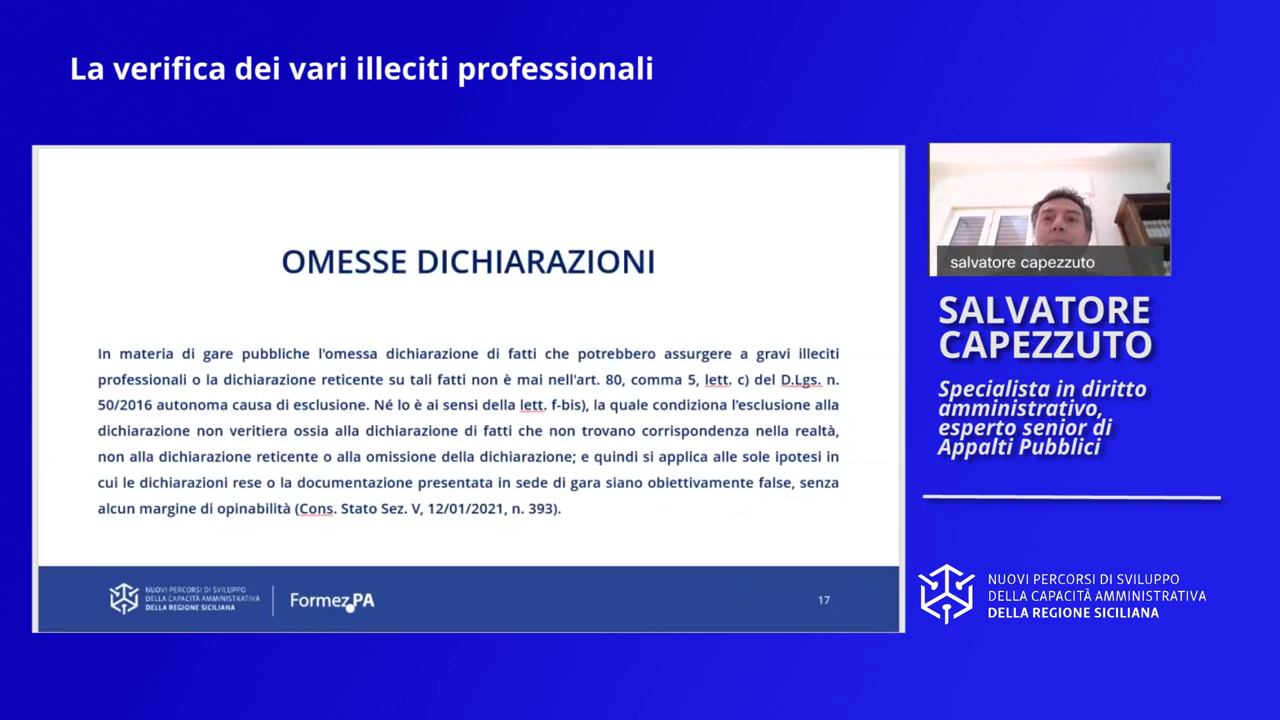 La verifica dei vari illeciti professionali
OMESSE DICHIARAZIONI
In materia di gare pubbliche l'omessa dichiarazione di fatti che potrebbero assurgere a gravi illeciti
professionali o la dichiarazione reticente su tali fatti non è mai nell'art. 80, comma 5, lett. c) del D.Lgs. n.
50/2016 autonoma causa di esclusione. Né lo è ai sensi della lett. f-bis), la quale condiziona l'esclusione alla
dichiarazione non veritiera ossia alla dichiarazione di fatti che non trovano corrispondenza nella realtà,
non alla dichiarazione reticente o alla omissione della dichiarazione; e quindi si applica alle sole ipotesi in
cui le dichiarazioni rese o la documentazione presentata in sede di gara siano obiettivamente false, senza
alcun margine di opinabilità (Cons. Stato Sez. V, 12/01/2021, n. 393).
NUOVI PERCORSI DI SVILUPPO
DELLA CAPACITÀ AMMINISTRATIVA
DELLA REGIONE SICILIANA
Formez PA
17
salvatore capezzuto
SALVATORE
CAPEZZUTO
Specialista in diritto
amministrativo,
esperto senior di
Appalti Pubblici
NUOVI PERCORSI DI SVILUPPO
DELLA CAPACITÀ AMMINISTRATIVA
DELLA REGIONE SICILIANA